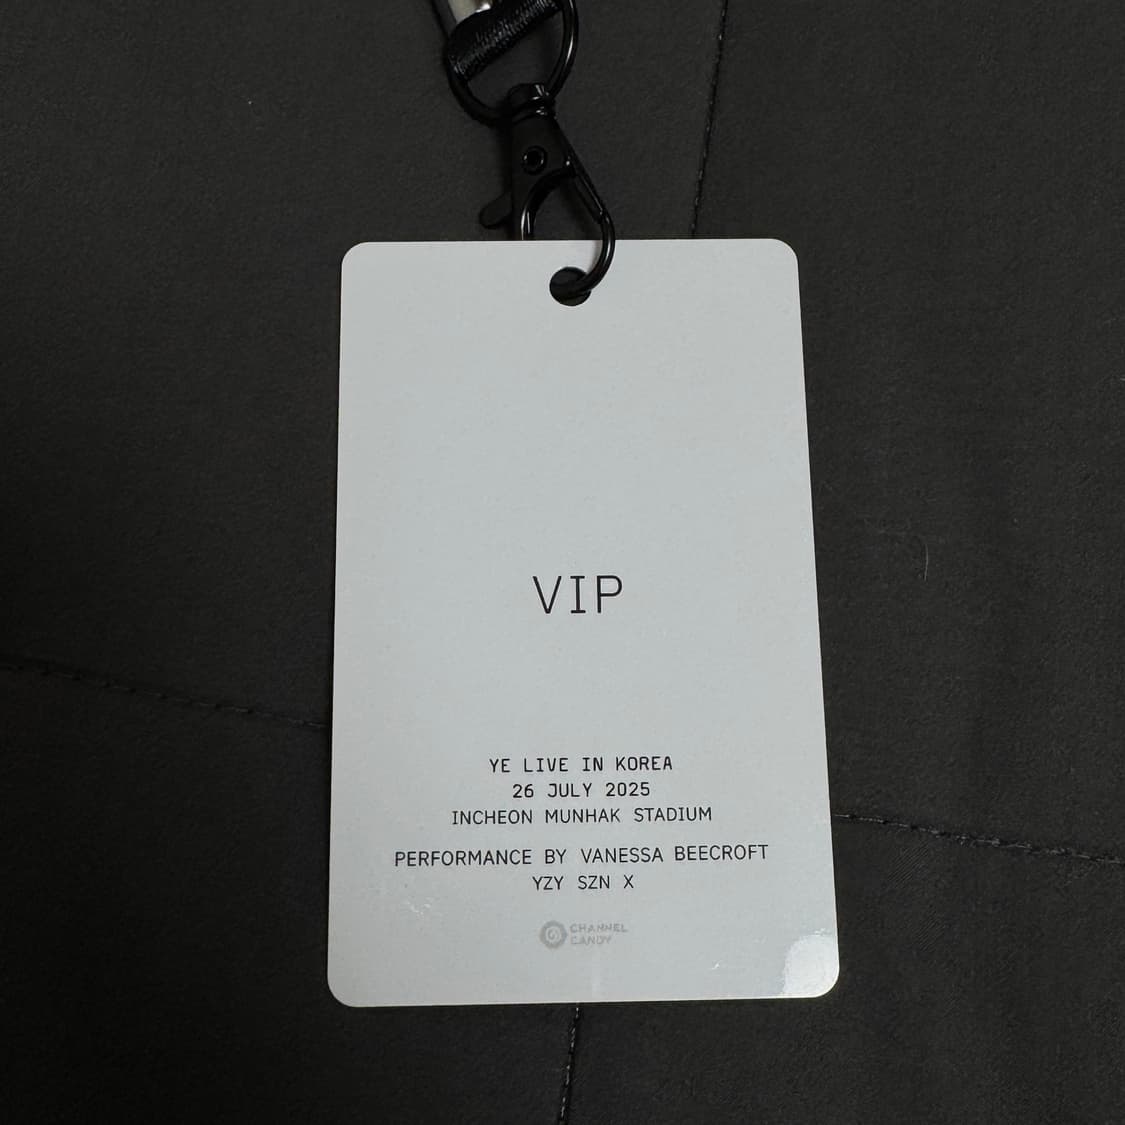 VIP
YE LIVE IN KOREA
26 JULY 2025
INCHEON MUNHAK STADIUM
PERFORMANCE BY VANESSA BEECROFT
YZY SZN X
CHANNEL
CANDY